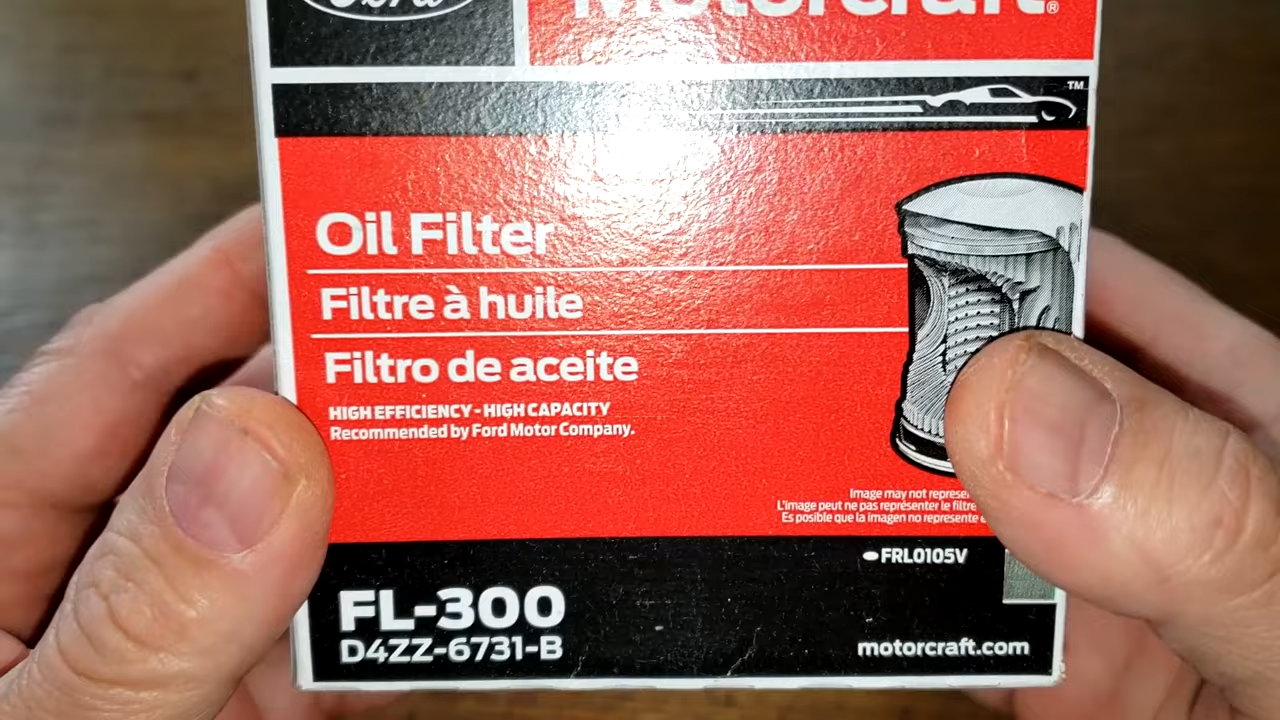 Ford
Motorcraft®
™
Oil Filter
Filtre à huile
Filtro de aceite
HIGH EFFICIENCY - HIGH CAPACITY
Recommended by Ford Motor Company.
Image may not
L'image peut ne pas représenter le filtre
Es posible que la imagen no represente
FRL0105V
FL-300
D4ZZ-6731-B
motorcraft.com